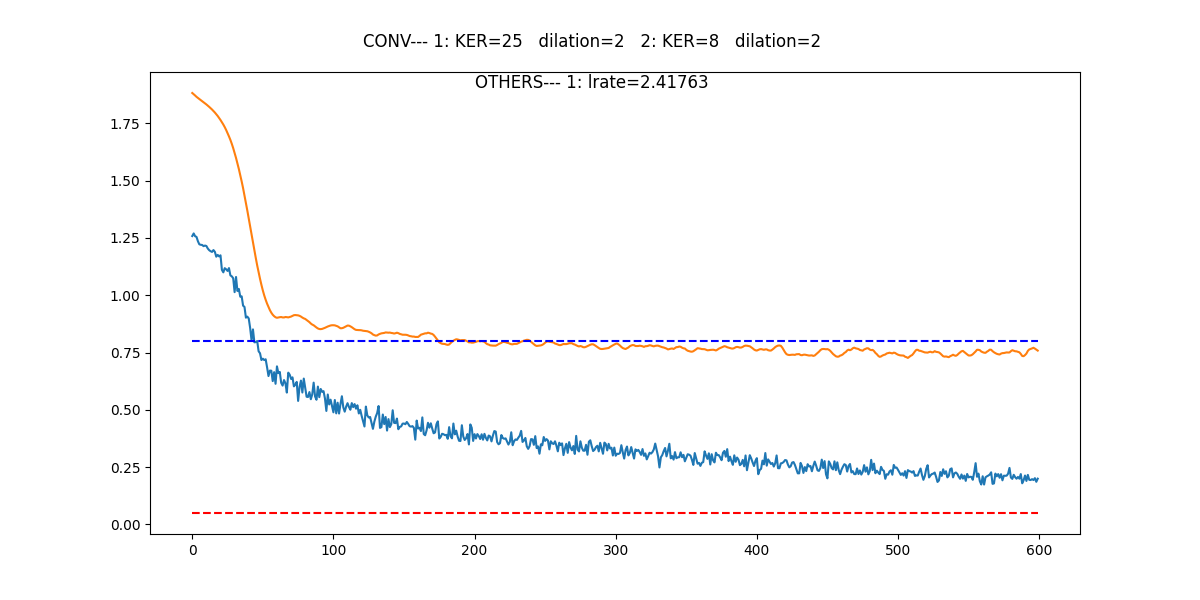 CONV--- 1: KER=25   dilation=2   2: KER=8   dilation=2
OTHERS--- 1: lrate=2.41763
1.75
1.50
1.25
1.00
0.75
0.50
0.25
0.00
0 100 200 300 400 500 600